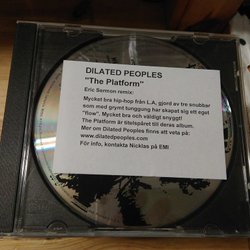 DILATED PEOPLES
"The Platform"
Eric Sermon remix:
Mycket bra hip-hop från L.A, gjord av tre snubbar
som med grymt tunggung har skapat sig ett eget
"flow". Mycket bra och väldigt snyggt!
The Platform är titelspåret till deras album.
Mer om Dilated Peoples finns att veta på:
www.dilatedpeoples.com
För info, kontakta Nicklas på EMI